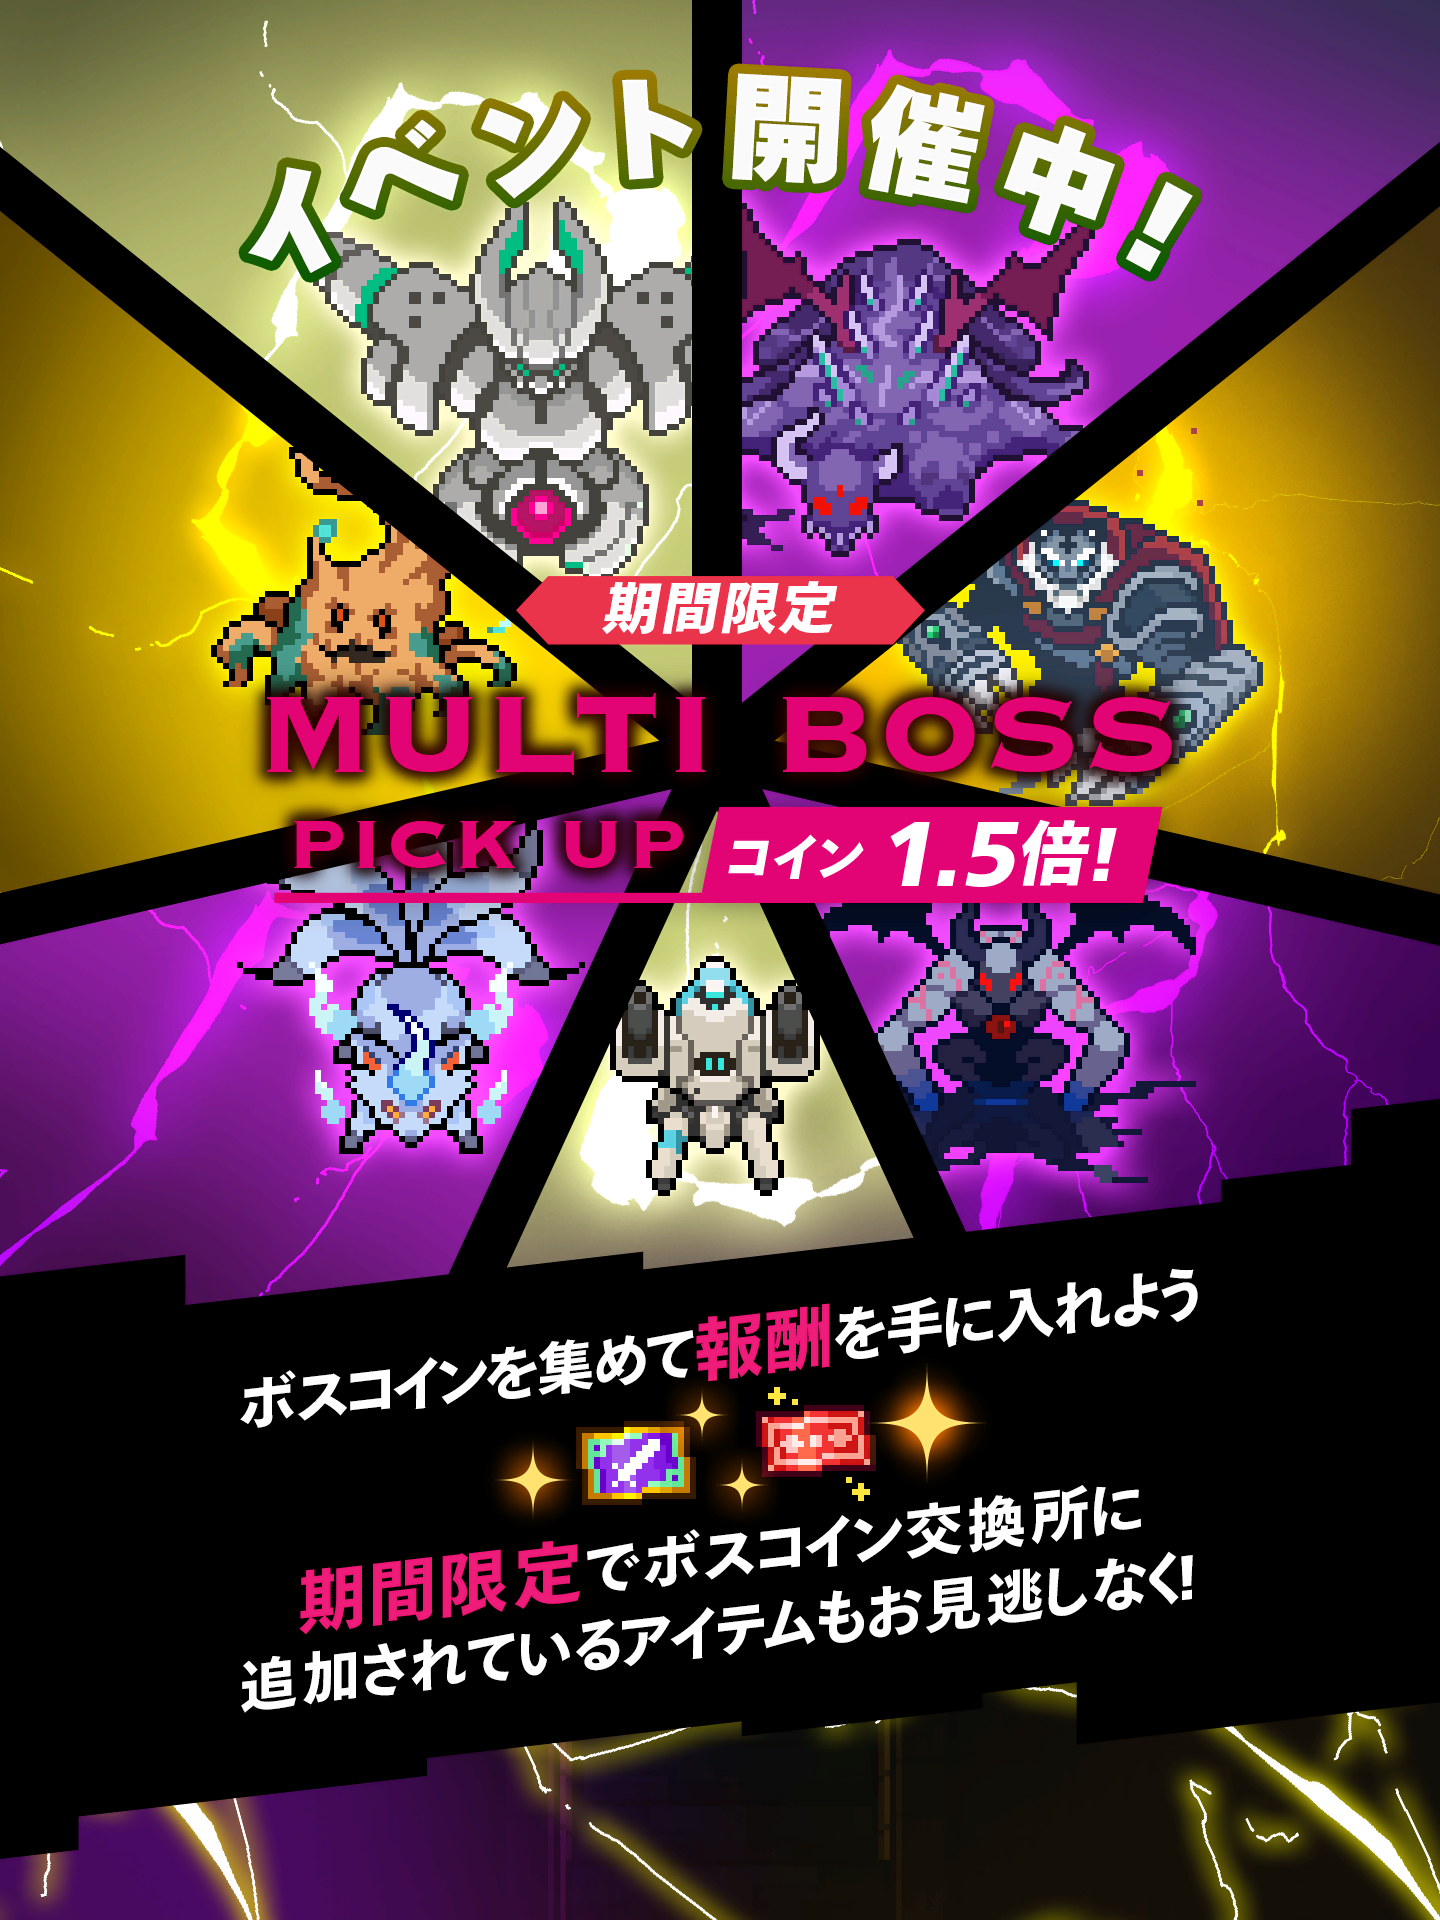 イベント開催中!
期間限定
MULTI BOSS
PICK UP コイン 1.5倍!
ボスコインを集めて報酬を手に入れよう
期間限定でボスコイン交換所に
追加されているアイテムもお見逃しなく!